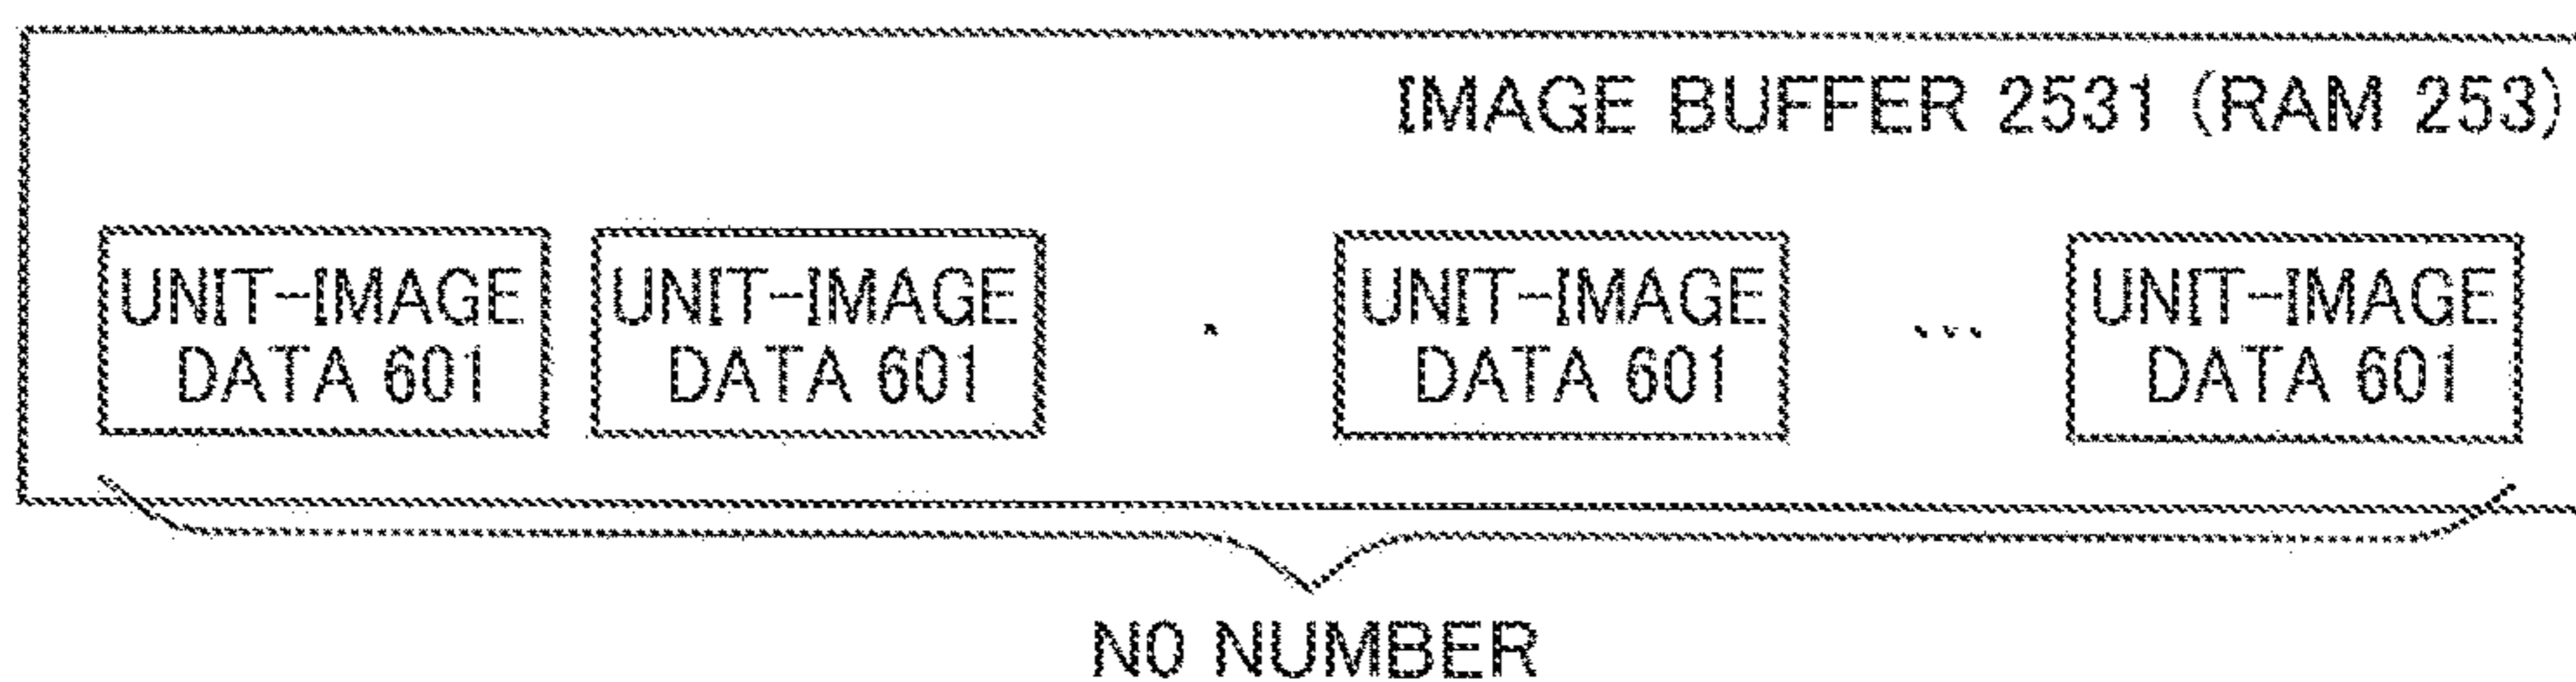 IMAGE BUFFER 2531 (RAM 253)
UNIT-IMAGE
DATA 601
UNIT-IMAGE
DATA 601
UNIT-IMAGE
DATA 601
...
UNIT-IMAGE
DATA 601
N0 NUMBER